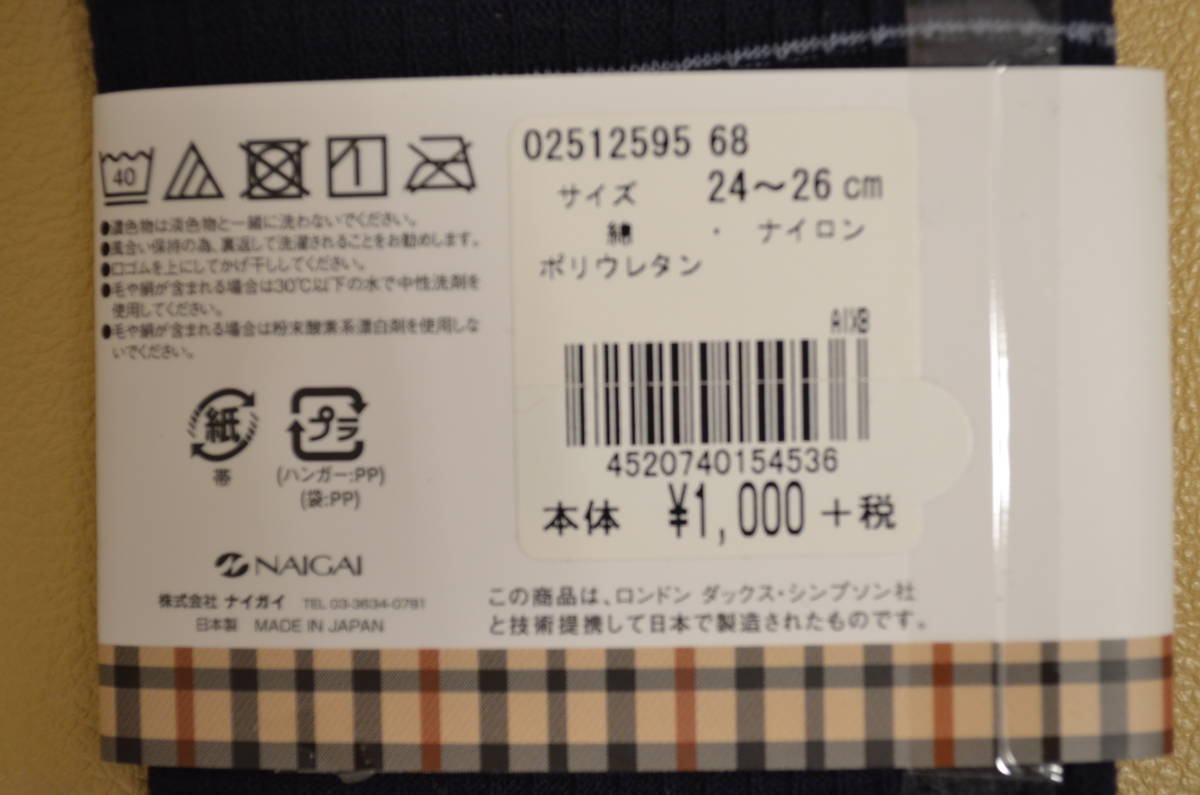 40
●濃色物は淡色物と一緒に洗わないでください。
●風合い保持の為、裏返して洗濯されることをお勧めします。
●口ゴムを上にしてかげ干ししてください。
●毛や絹が含まれる場合は30℃以下の水で中性洗剤を
使用してください。
●毛や絹が含まれる場合は粉末酸素系漂白剤を使用しな
いでください。
紙
帯
プラ
(ハンガー:PP)
(袋:PP)
NAIGAI
株式会社 ナイガイ TEL 03-3634-0781
日本製 MADE IN JAPAN
02512595 68
サイズ 24～26 cm
綿 ・ ナイロン
ポリウレタン
AIXB
4520740154536
本体 ¥1,000 +税
この商品は、ロンドン ダックス・シンプソン社
と技術提携して日本で製造されたものです。